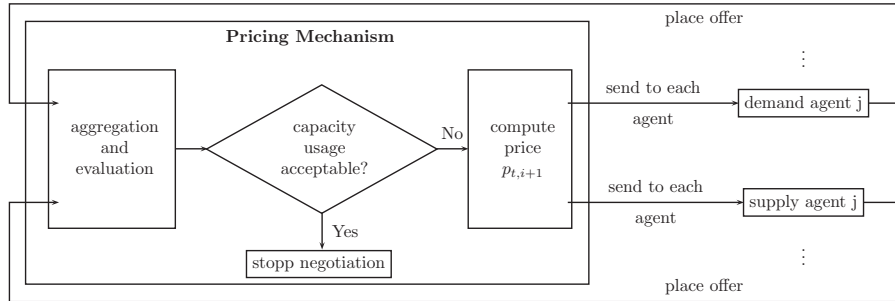 place offer
Pricing Mechanism
aggregation
and
evaluation
capacity
usage
acceptable?
No
compute
price
p_{t,i+1}
send to each
agent
demand agent j
⋮
send to each
agent
supply agent j
⋮
Yes
stopp negotiation
place offer